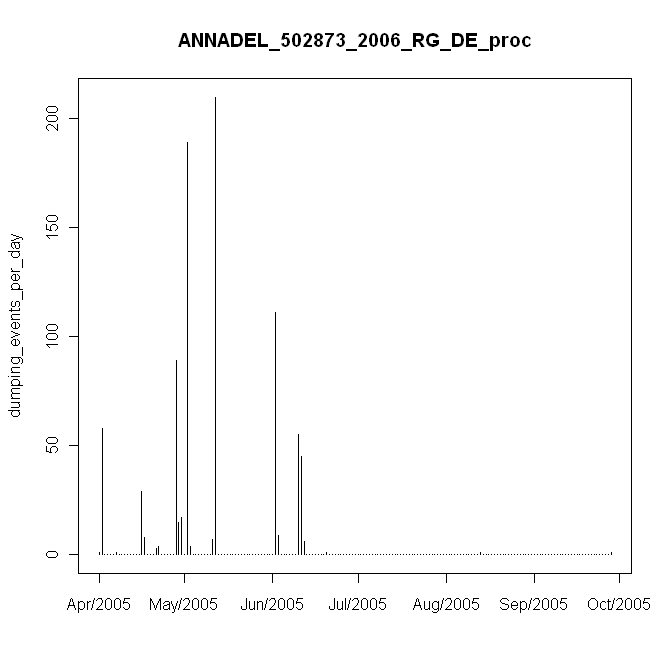 ANNADEL_502873_2006_RG_DE_proc
dumping_events_per_day
200
150
100
50
0
Apr/2005 May/2005 Jun/2005 Jul/2005 Aug/2005 Sep/2005 Oct/2005